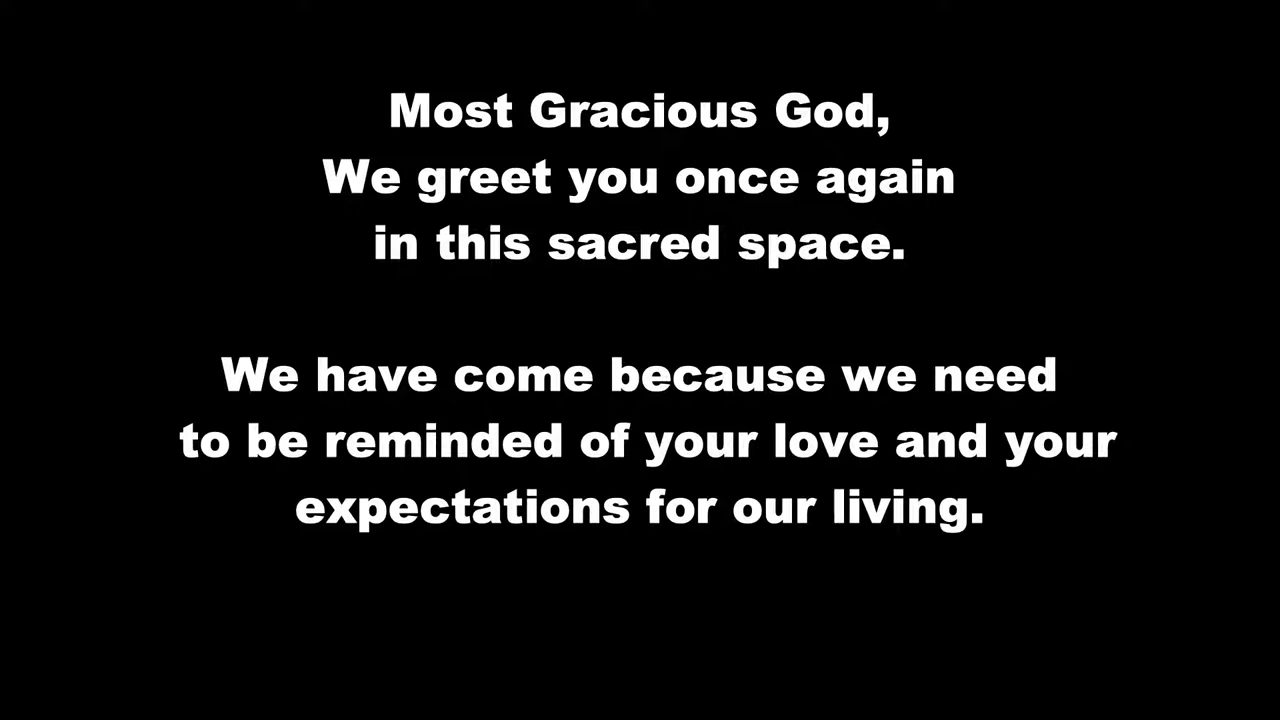 Most Gracious God,
We greet you once again
in this sacred space.
We have come because we need
to be reminded of your love and your
expectations for our living.